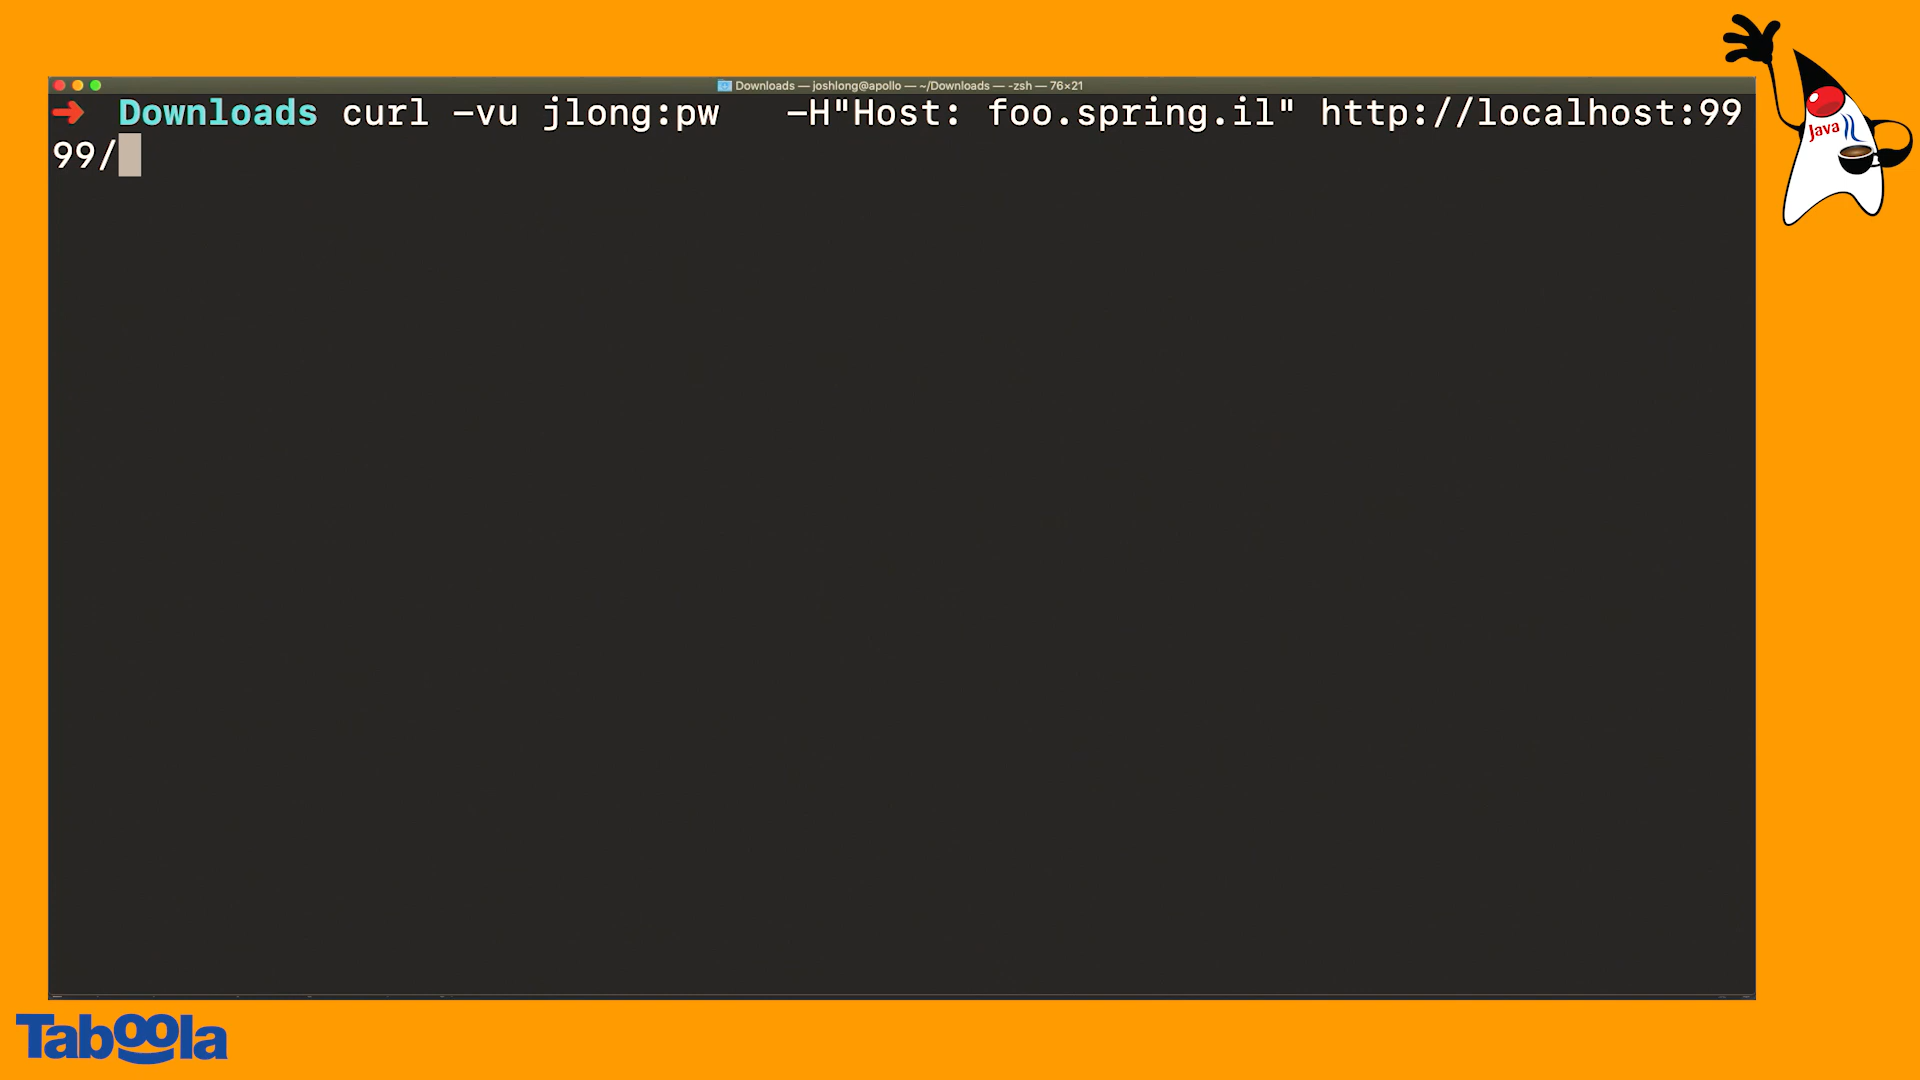 Downloads — joshlong@apollo — ~/Downloads — -zsh — 76×21
➜ Downloads curl -vu jlong:pw   -H"Host: foo.spring.il" http://localhost:99
99/
Java
Taboola